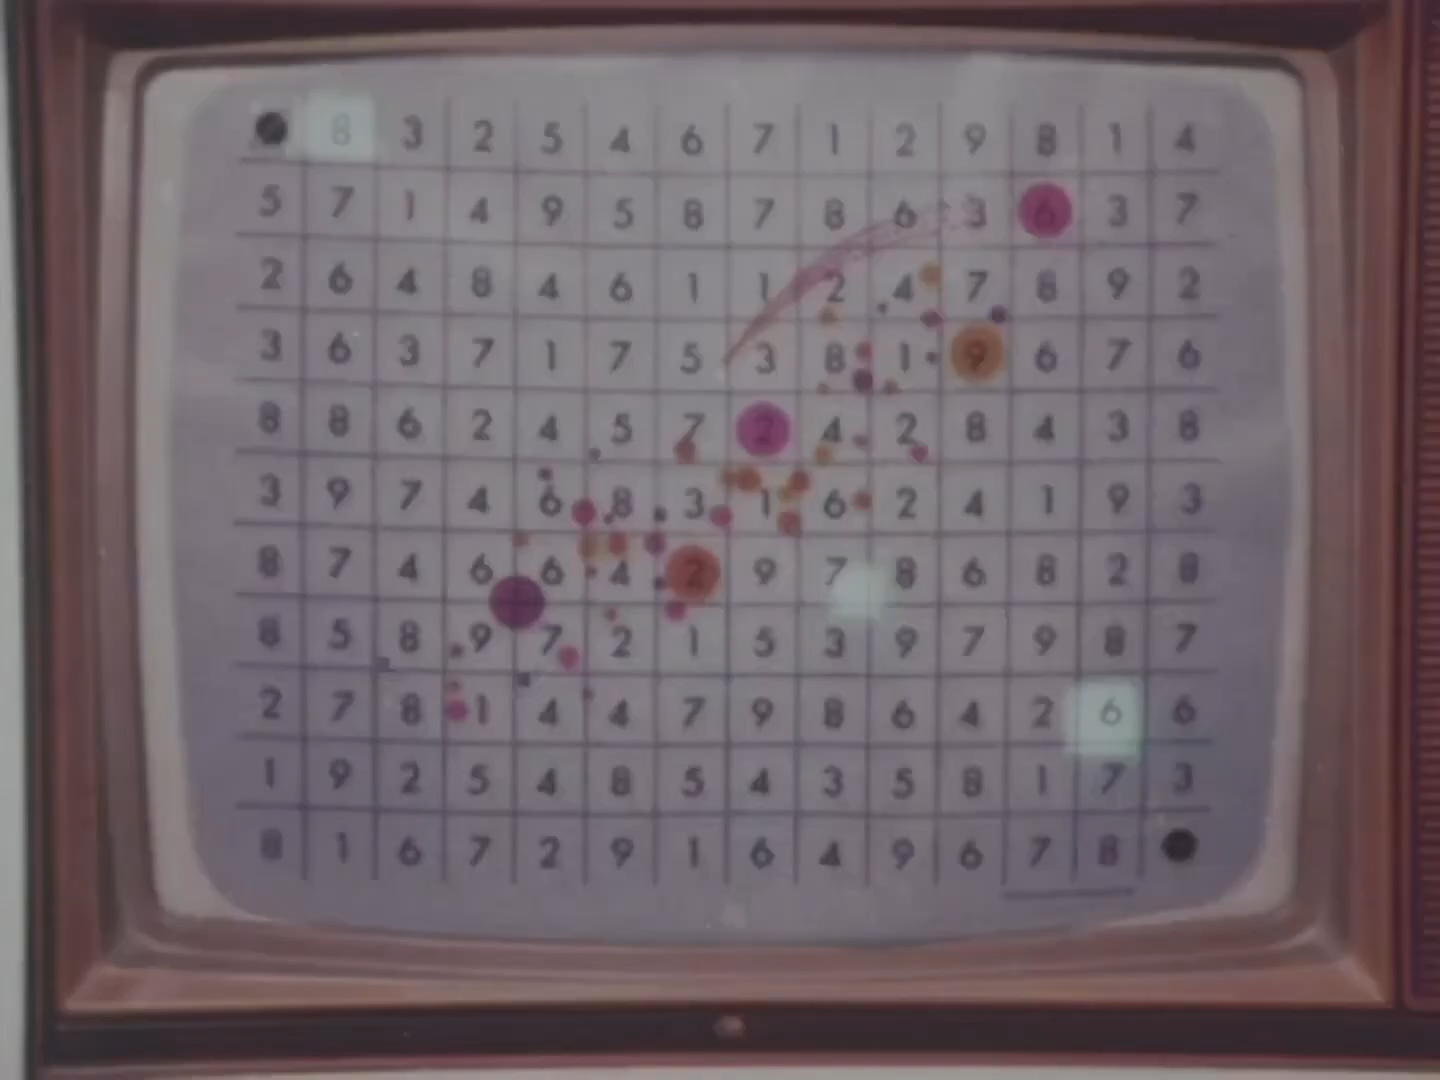 8 3 2 5 4 6 7 1 2 9 8 1 4
5 7 1 4 9 5 8 7 8 6 3 6 3 7
2 6 4 8 4 6 1 1 2 4 7 8 9 2
3 6 3 7 1 7 5 3 8 1 9 6 7 6
8 8 6 2 4 5 7 2 4 2 8 4 3 8
3 9 7 4 6 8 3 1 6 2 4 1 9 3
8 7 4 6 6 4 2 9 7 8 6 8 2 8
8 5 8 9 7 2 1 5 3 9 7 9 8 7
2 7 8 1 4 4 7 9 8 6 4 2 6 6
1 9 2 5 4 8 5 4 3 5 8 1 7 3
8 1 6 7 2 9 1 6 4 9 6 7 8